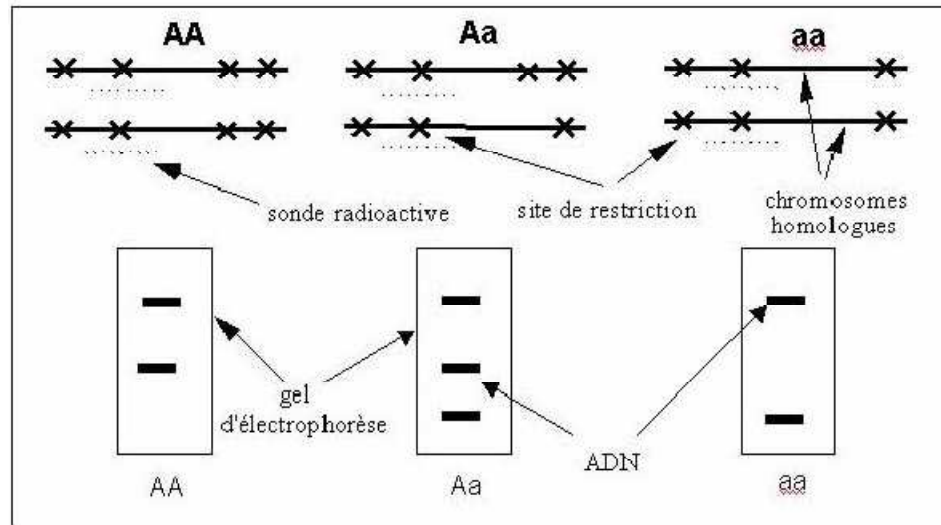 AA
Aa
aa
sonde radioactive
site de restriction
chromosomes
homologues
gel
d'électrophorèse
ADN
AA
Aa
aa